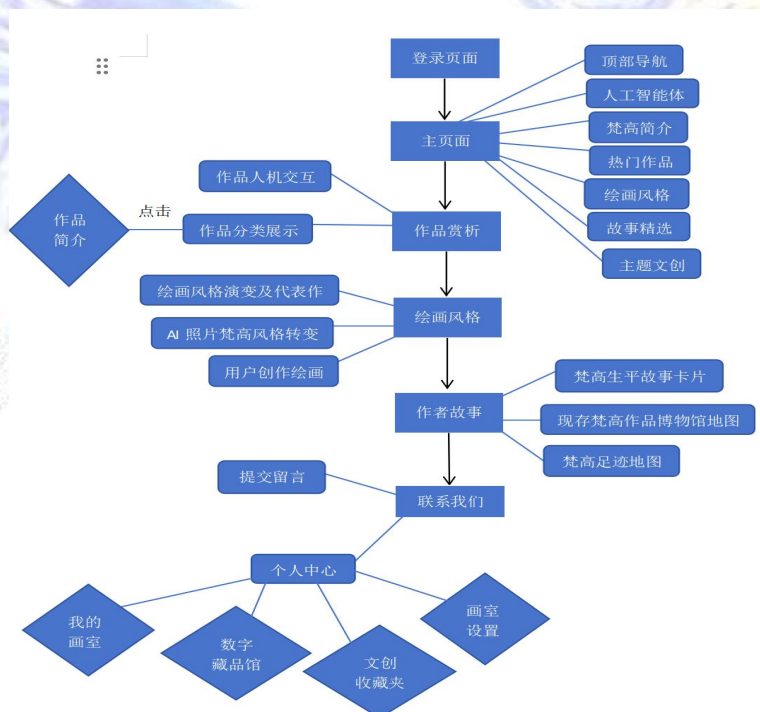 登录页面
顶部导航
人工智能体
主页面
梵高简介
热门作品
绘画风格
故事精选
主题文创
作品人机交互
作品
简介
点击
作品分类展示
作品赏析
绘画风格演变及代表作
AI 照片梵高风格转变
用户创作绘画
绘画风格
作者故事
梵高生平故事卡片
现存梵高作品博物馆地图
梵高足迹地图
提交留言
联系我们
个人中心
我的
画室
数字
藏品馆
文创
收藏夹
画室
设置